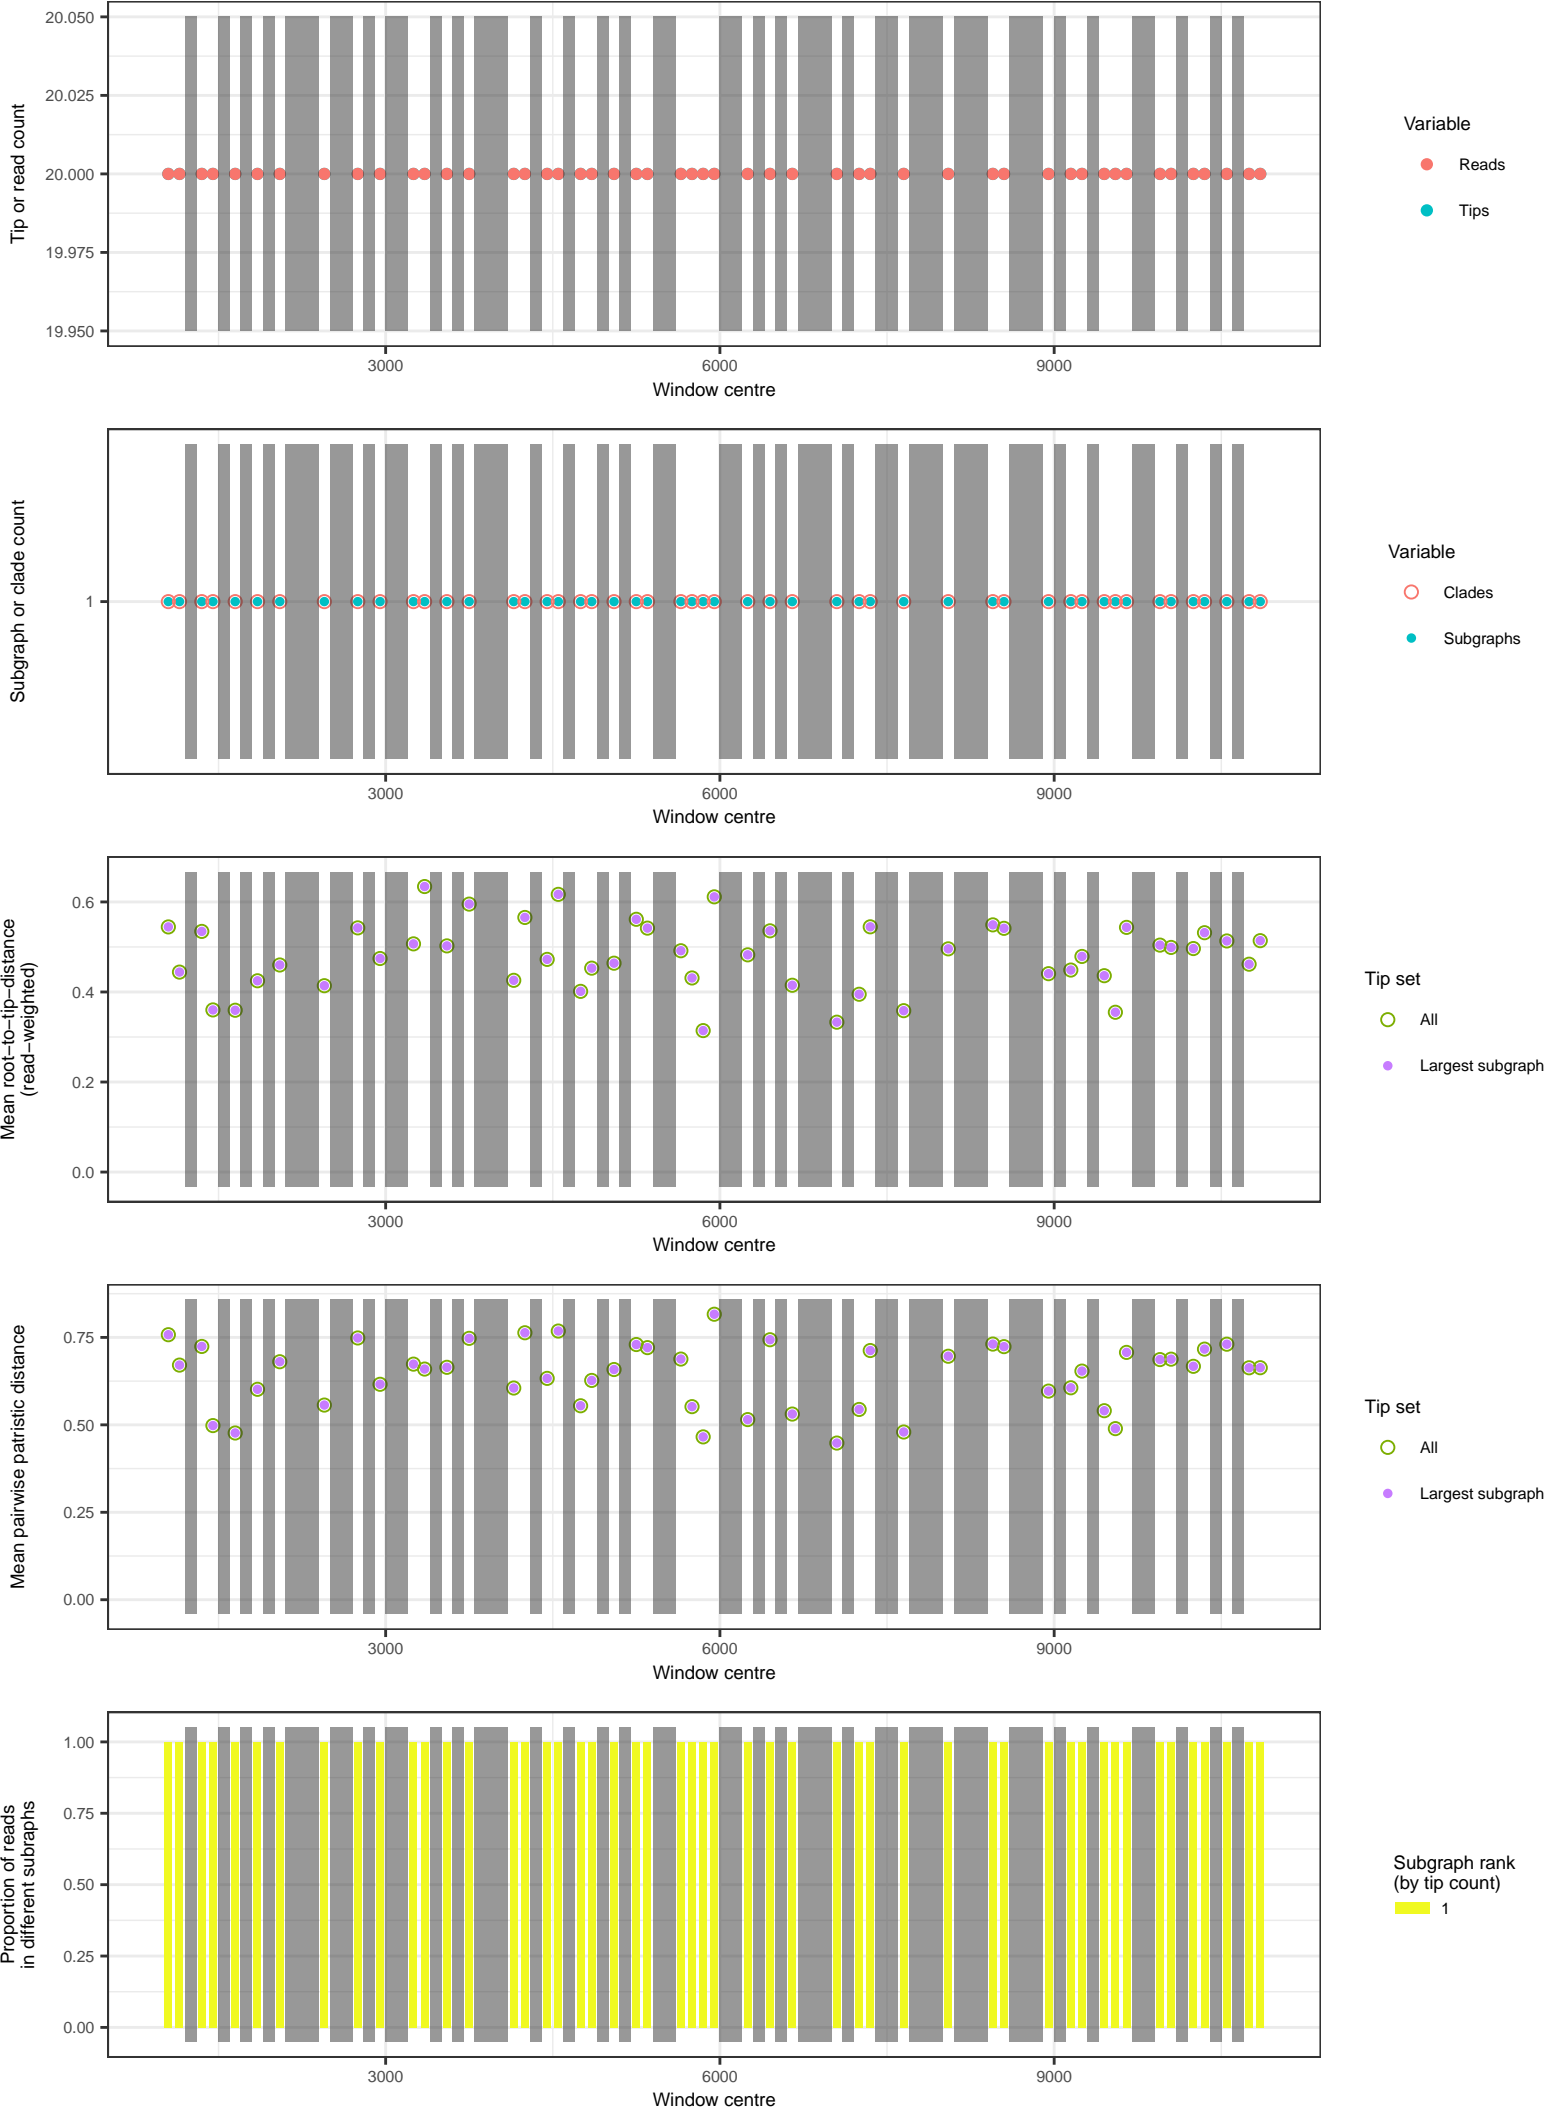 20.050
20.025
20.000
19.975
19.950
Tip or read count
3000
6000
9000
Window centre
Variable
Reads
Tips
1
Subgraph or clade count
3000
6000
9000
Window centre
Variable
Clades
Subgraphs
0.6
0.4
0.2
0.0
Mean root−to−tip−distance
(read−weighted)
3000
6000
9000
Window centre
Tip set
All
Largest subgraph
0.75
0.50
0.25
0.00
Mean pairwise patristic distance
3000
6000
9000
Window centre
Tip set
All
Largest subgraph
1.00
0.75
0.50
0.25
0.00
Proportion of reads
in different subraphs
3000
6000
9000
Window centre
Subgraph rank
(by tip count)
1